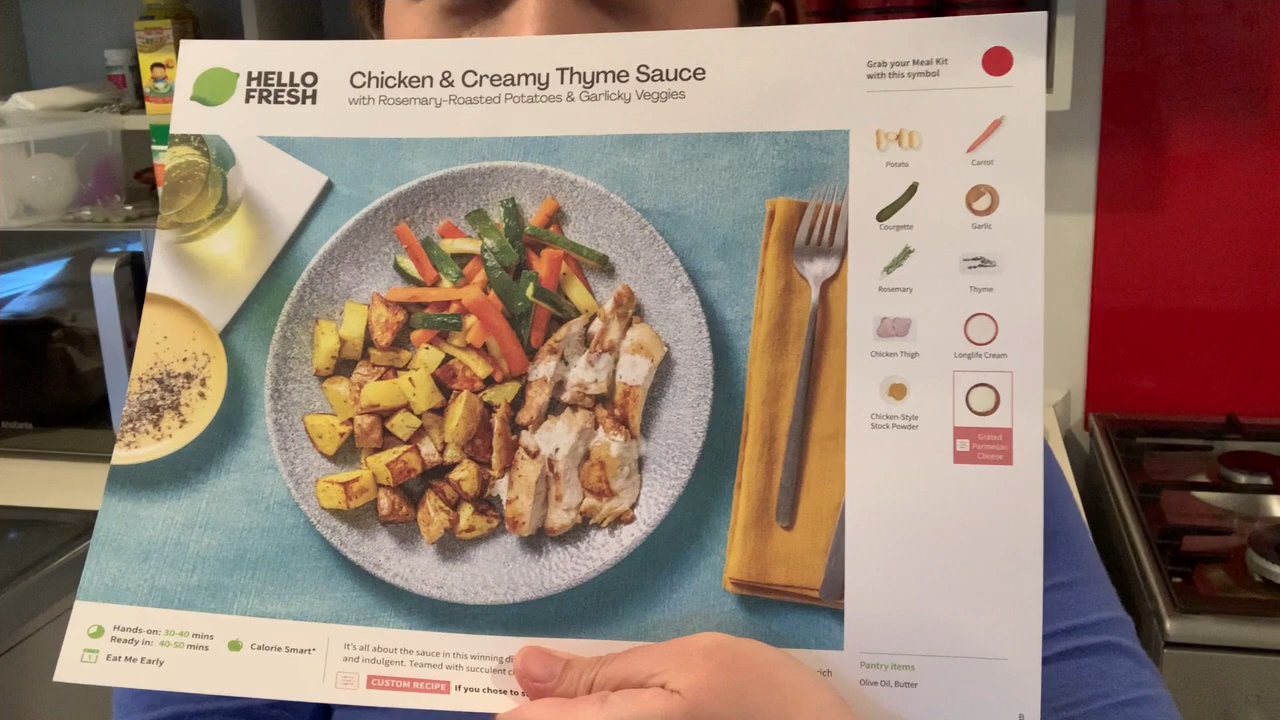 HELLO
FRESH
Chicken & Creamy Thyme Sauce
with Rosemary-Roasted Potatoes & Garlicky Veggies
Grab your Meal Kit
with this symbol
Potato
Carrot
Courgette
Garlic
Rosemary
Thyme
Chicken Thigh
Longlife Cream
Chicken-Style
Stock Powder
Grated
Parmesan
Cheese
Hands-on: 30-40 mins
Ready in: 40-50 mins
1
Eat Me Early
Calorie Smart*
It's all about the sauce in this winning di
rich
and indulgent. Teamed with succulent c
CUSTOM RECIPE
If you chose to s
Pantry items
Olive Oil, Butter
B